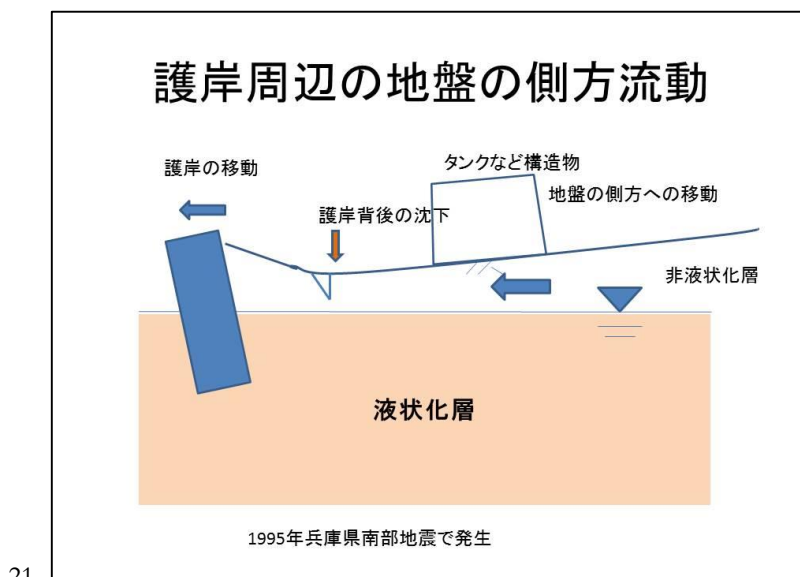 護岸周辺の地盤の側方流動
タンクなど構造物
護岸の移動
地盤の側方への移動
護岸背後の沈下
非液状化層
液状化層
1995年兵庫県南部地震で発生
21